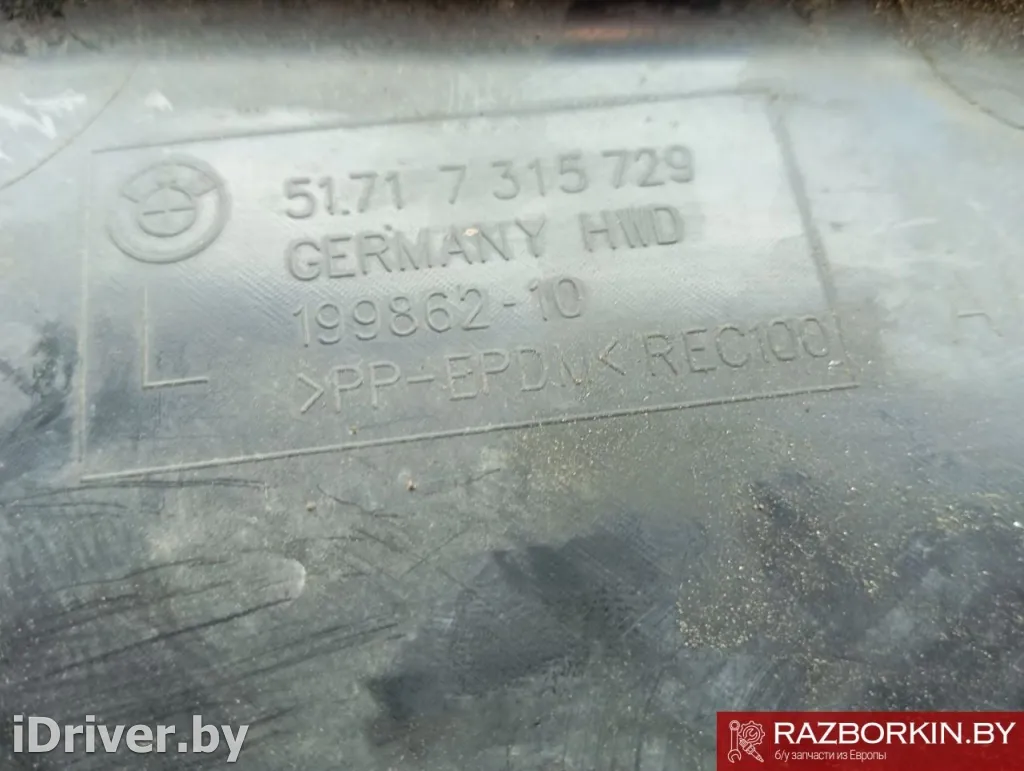 51.71 7 315 729
GERMANY HWD
199862-10
L
>PP-EPDM< REC100
iDriver.by
RAZBORKIN.BY
б/у запчасти из Европы